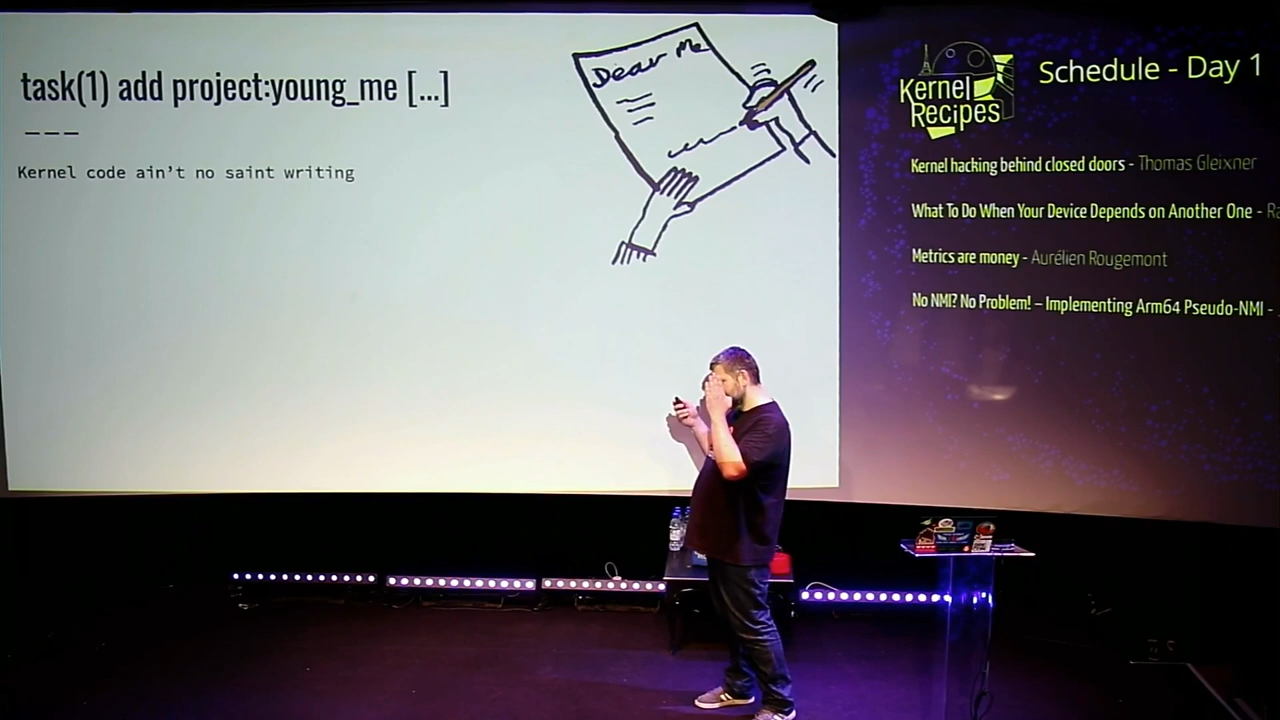 task(1) add project:young_me [...]
---
Kernel code ain't no saint writing
Dear Me
Kernel
Recipes
Schedule - Day 1
Kernel hacking behind closed doors - Thomas Gleixner
What To Do When Your Device Depends on Another One -
Metrics are money - Aurélien Rougemont
No NMI? No Problem! – Implementing Arm64 Pseudo-NMI -